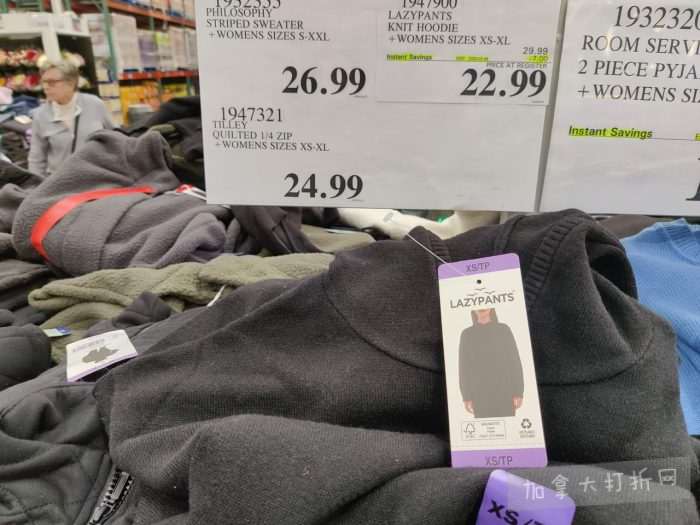 1932335
PHILOSOPHY
STRIPED SWEATER
+WOMENS SIZES S-XXL
26.99
1947900
LAZYPANTS
KNIT HOODIE
+WOMENS SIZES XS-XL
29.99
Instant Savings
-7.00
PRICE AT REGISTER
22.99
1947321
TILLEY
QUILTED 1/4 ZIP
+WOMENS SIZES XS-XL
24.99
ROOM SERV
2 PIECE PYJA
+WOMENS SI
Instant Savings
XS/TP
LAZYPANTS
XS/TP
XS/
加拿大打折网